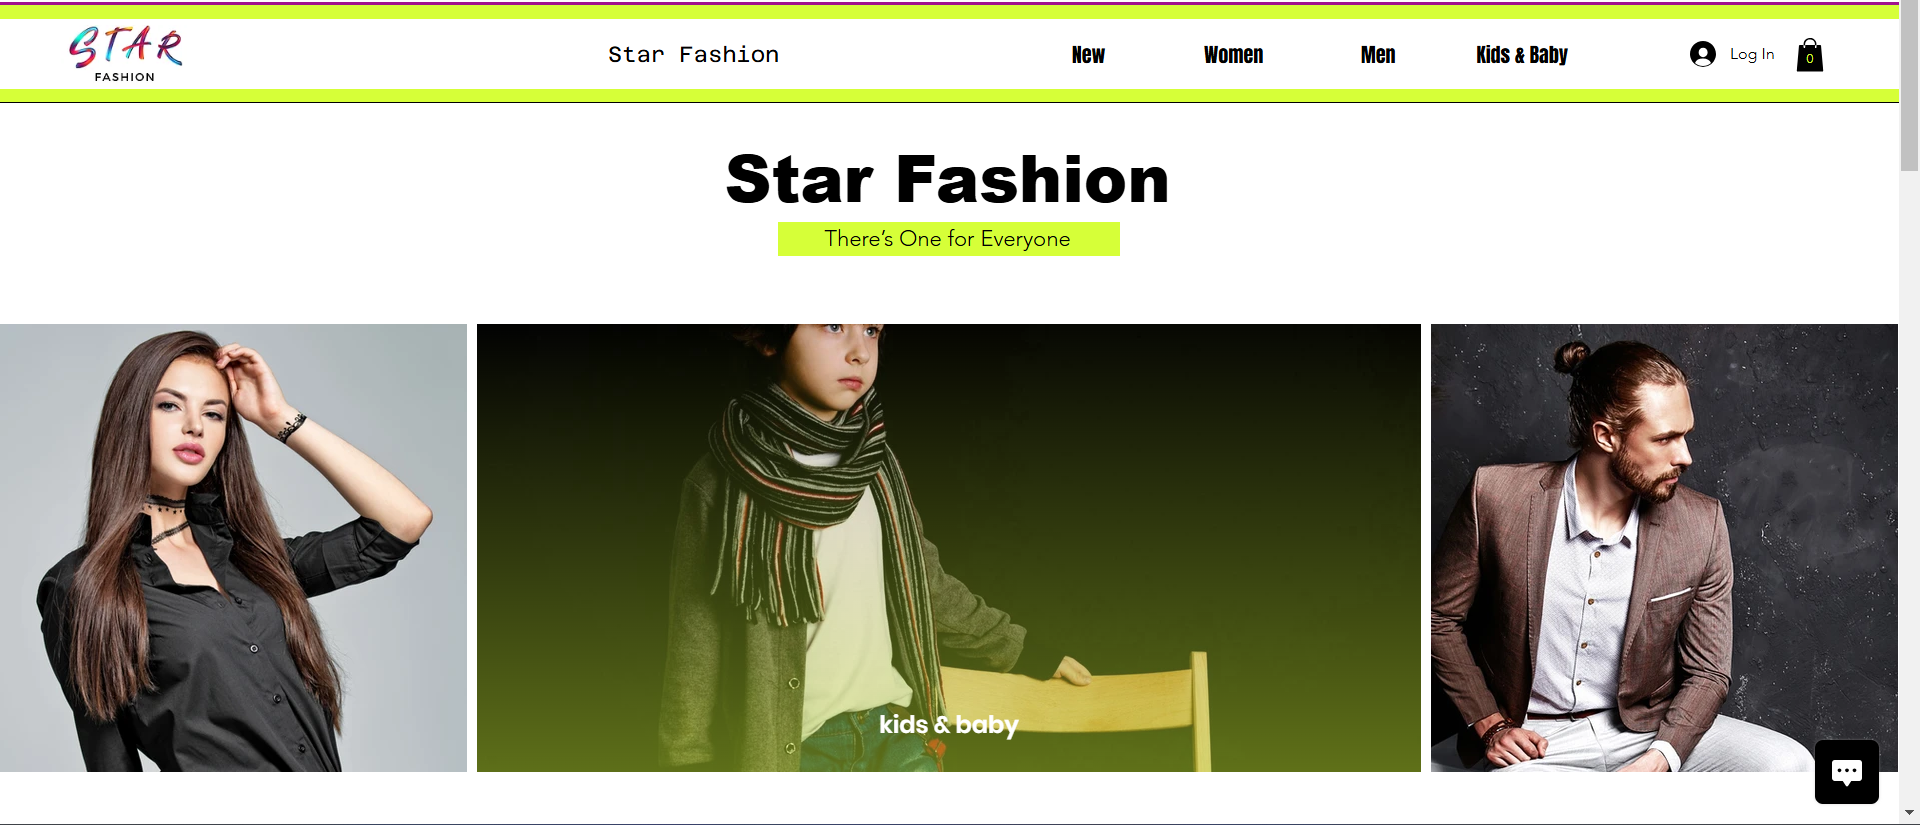 STAR
FASHION
Star Fashion
New
Women
Men
Kids & Baby
Log In
0
Star Fashion
There's One for Everyone
kids & baby